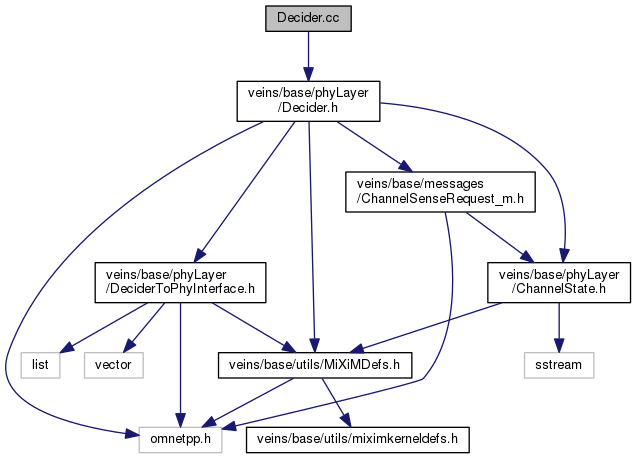 Decider.cc
veins/base/phyLayer
/Decider.h
veins/base/messages
/ChannelSenseRequest_m.h
veins/base/phyLayer
/DeciderToPhyInterface.h
veins/base/phyLayer
/ChannelState.h
list
vector
veins/base/utils/MiXiMDefs.h
sstream
omnetpp.h
veins/base/utils/miximkerneldefs.h